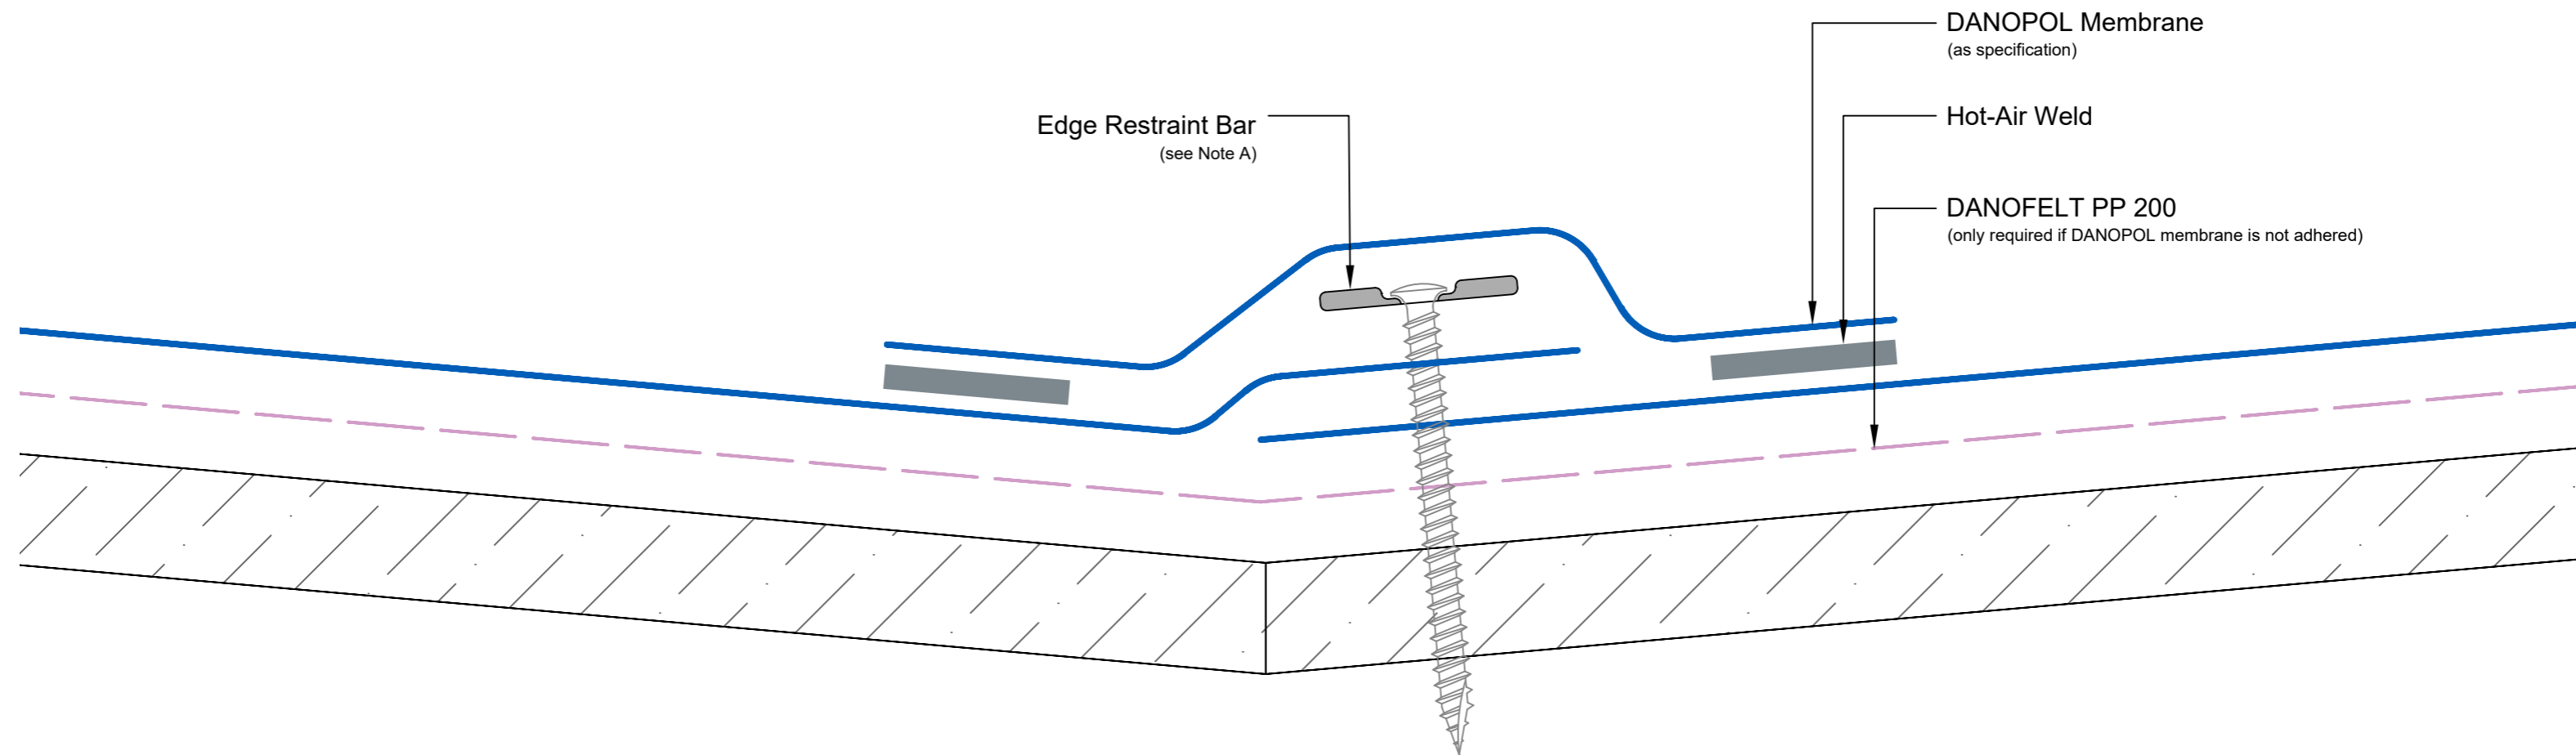 DANOPOL Membrane
(as specification)
Edge Restraint Bar
(see Note A)
Hot-Air Weld
DANOFELT PP 200
(only required if DANOPOL membrane is not adhered)